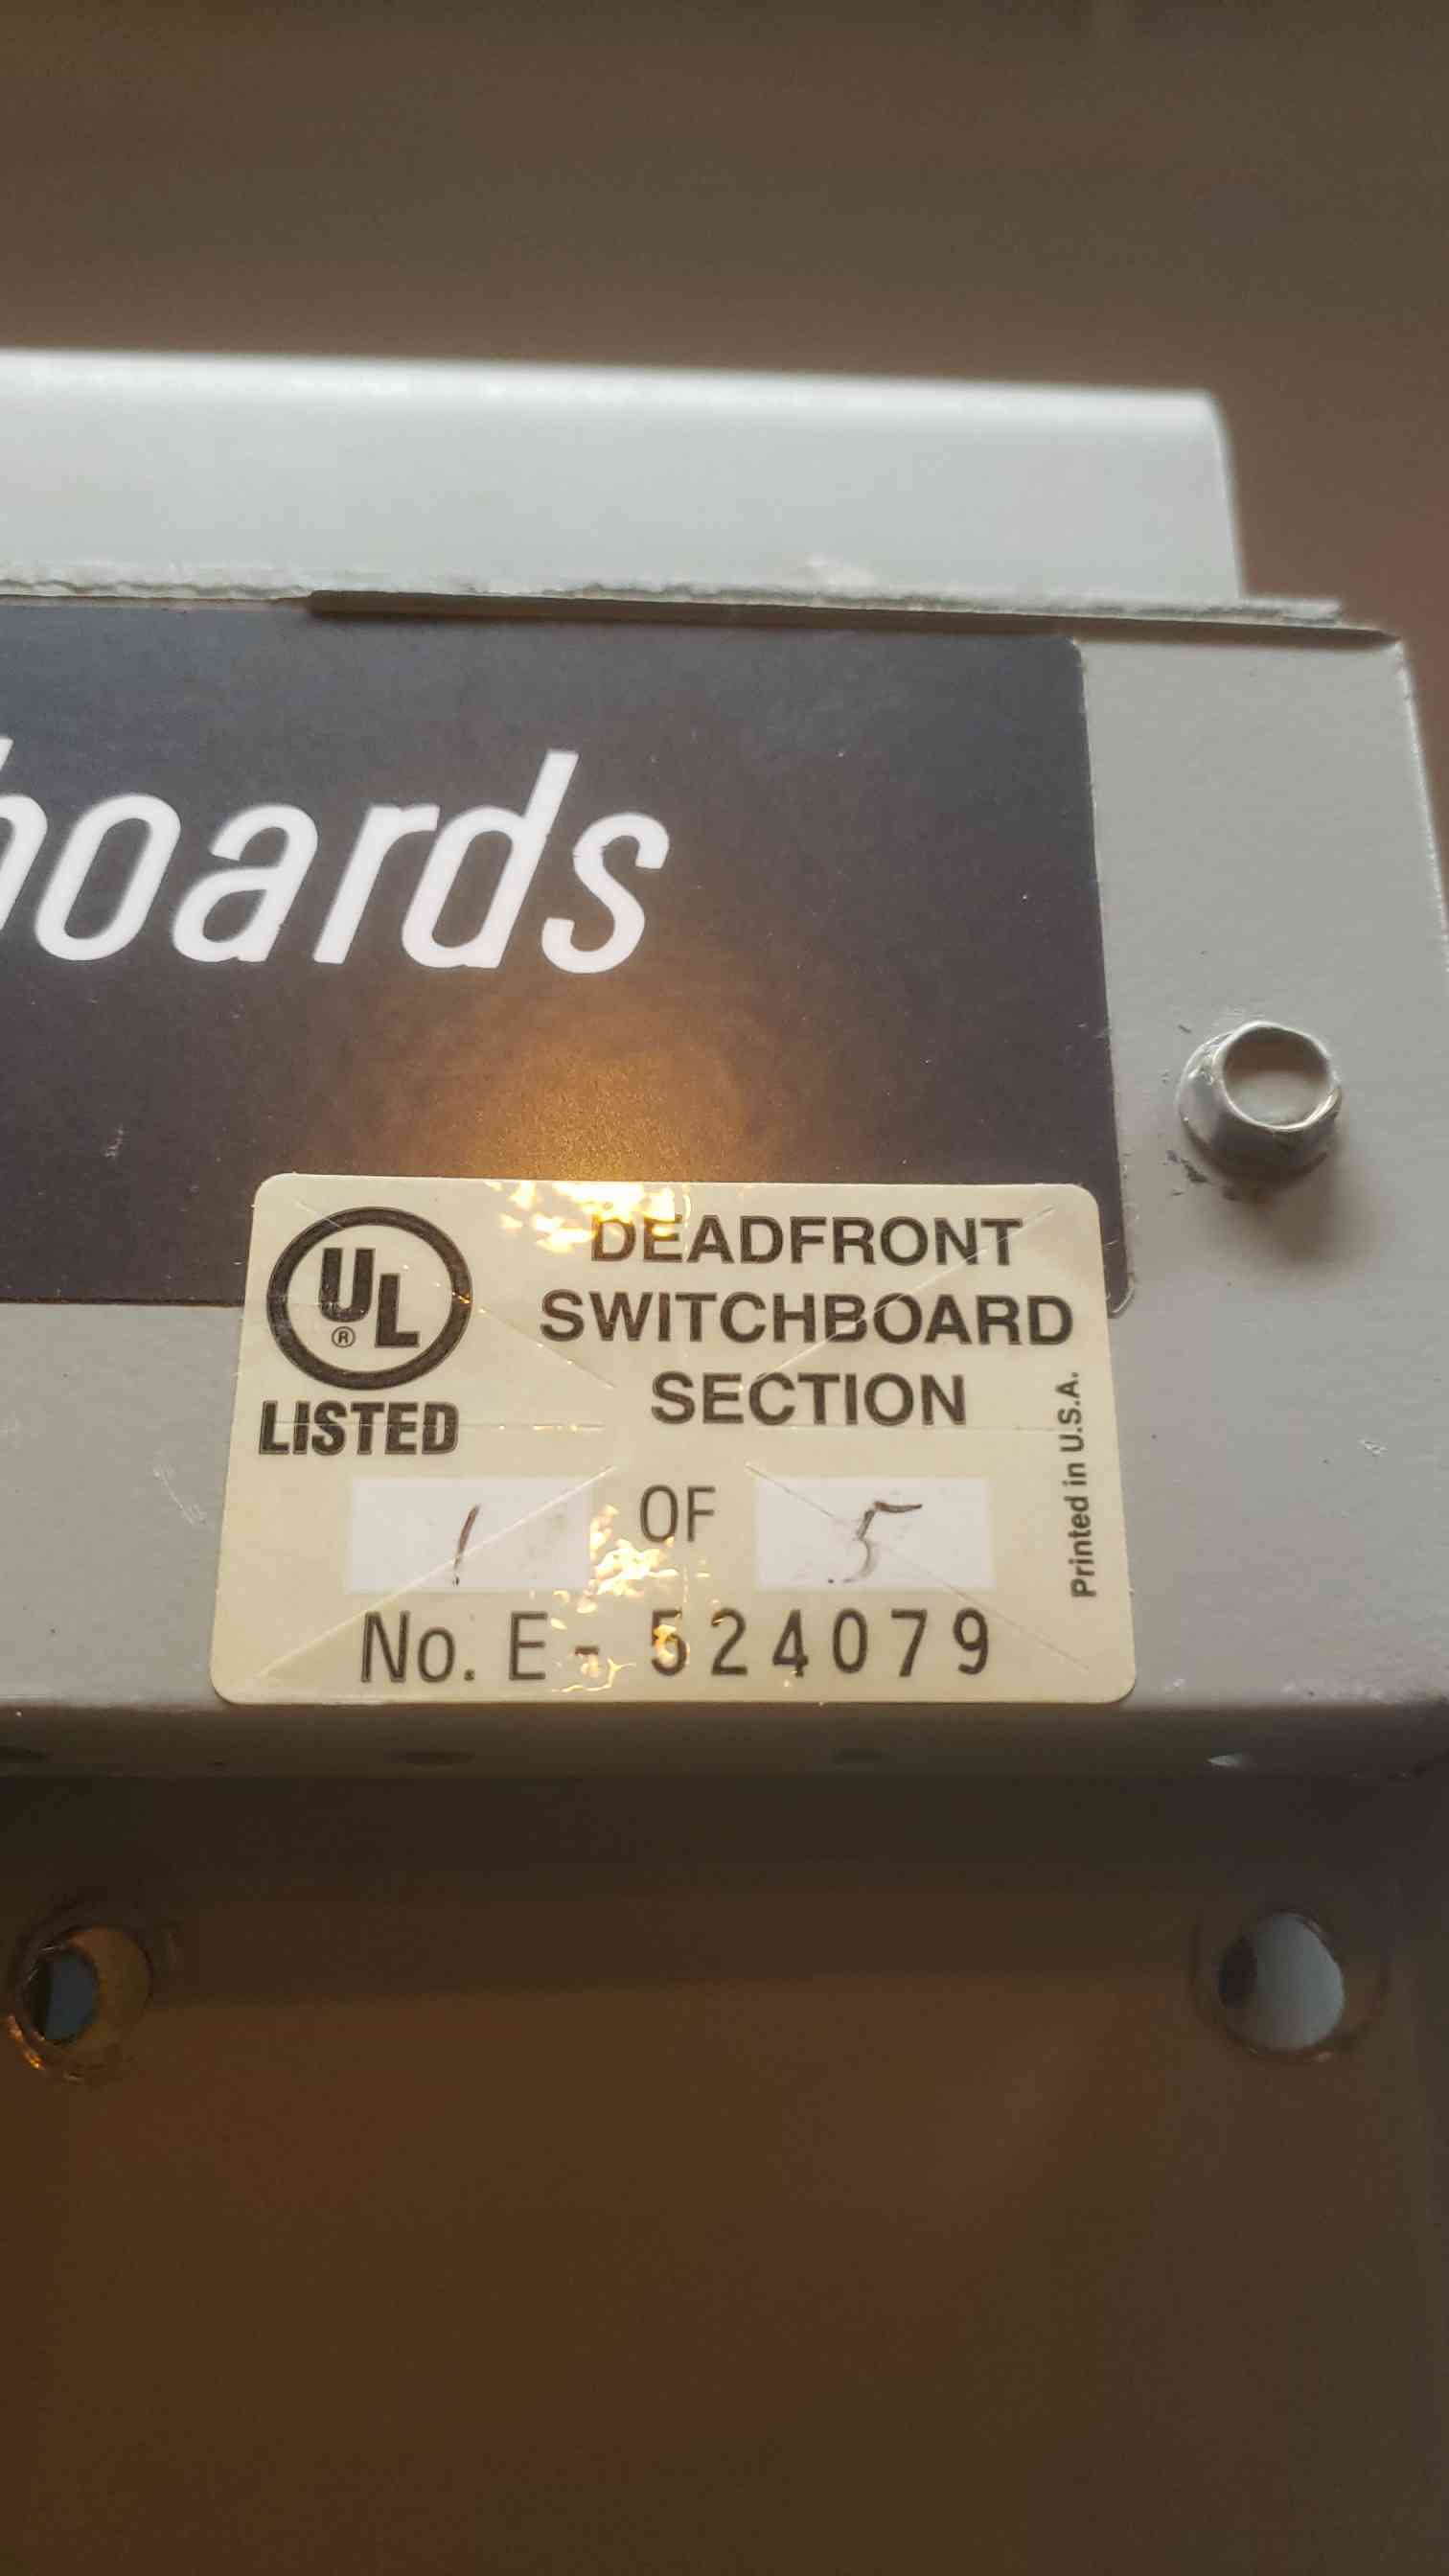 boards
UL
®
LISTED
DEADFRONT
SWITCHBOARD
SECTION
1 OF 5
No. E - 524079
Printed in U.S.A.